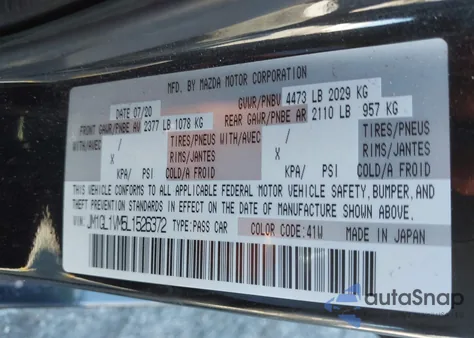 MFD. BY MAZDA MOTOR CORPORATION
DATE 07/20 GVWR/PNBV 4473 LB 2029 KG
FRONT GAWR/PNBE AV 2377 LB 1078 KG REAR GAWR/PNBE AR 2110 LB 957 KG
WITH/AVEC / TIRES/PNEUS WITH/AVEC / TIRES/PNEUS
X RIMS/JANTES X RIMS/JANTES
KPA/ PSI COLD/A FROID KPA/ PSI COLD/A FROID
THIS VEHICLE CONFORMS TO ALL APPLICABLE FEDERAL MOTOR VEHICLE SAFETY, BUMPER, AND
THEFT PREVENTION STANDARDS IN EFFECT ON THE DATE OF MANUFACTURE SHOWN ABOVE.
VIN: JM1GL1VM5L1526372 TYPE: PASS CAR COLOR CODE: 41W MADE IN JAPAN
autoSnap